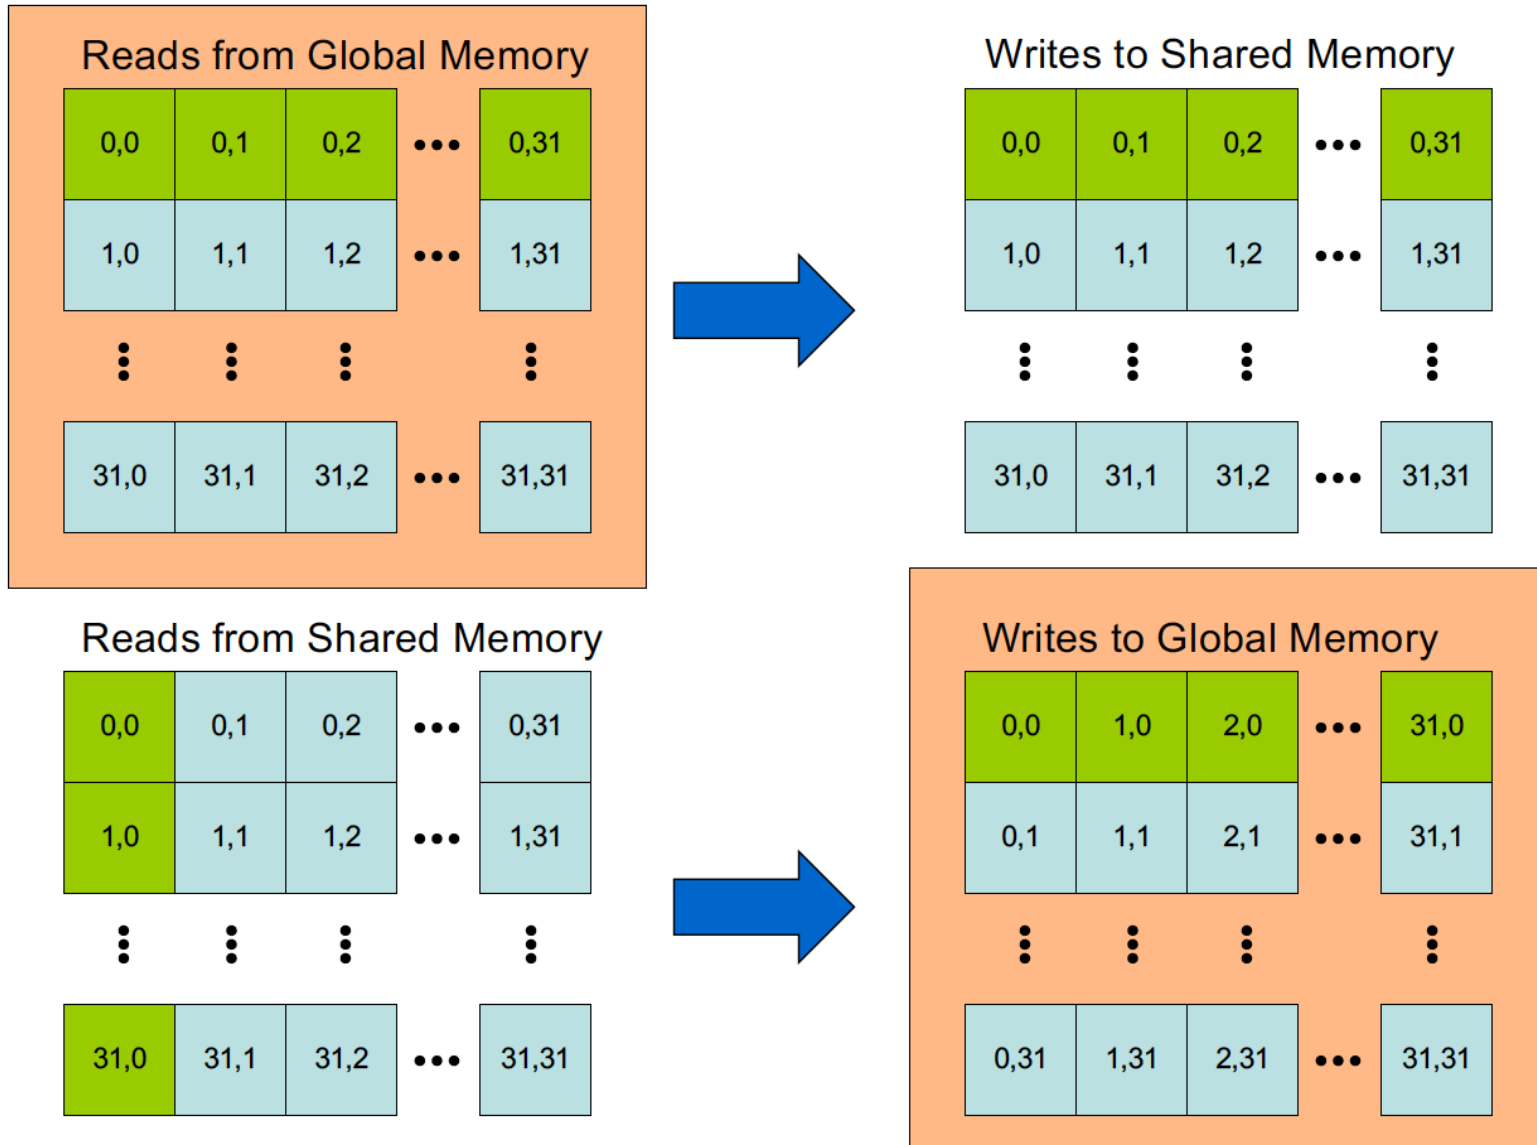 Reads from Global Memory
0,0 0,1 0,2 ••• 0,31
1,0 1,1 1,2 ••• 1,31
31,0 31,1 31,2 ••• 31,31
Writes to Shared Memory
0,0 0,1 0,2 ••• 0,31
1,0 1,1 1,2 ••• 1,31
31,0 31,1 31,2 ••• 31,31
Reads from Shared Memory
0,0 0,1 0,2 ••• 0,31
1,0 1,1 1,2 ••• 1,31
31,0 31,1 31,2 ••• 31,31
Writes to Global Memory
0,0 1,0 2,0 ••• 31,0
0,1 1,1 2,1 ••• 31,1
0,31 1,31 2,31 ••• 31,31